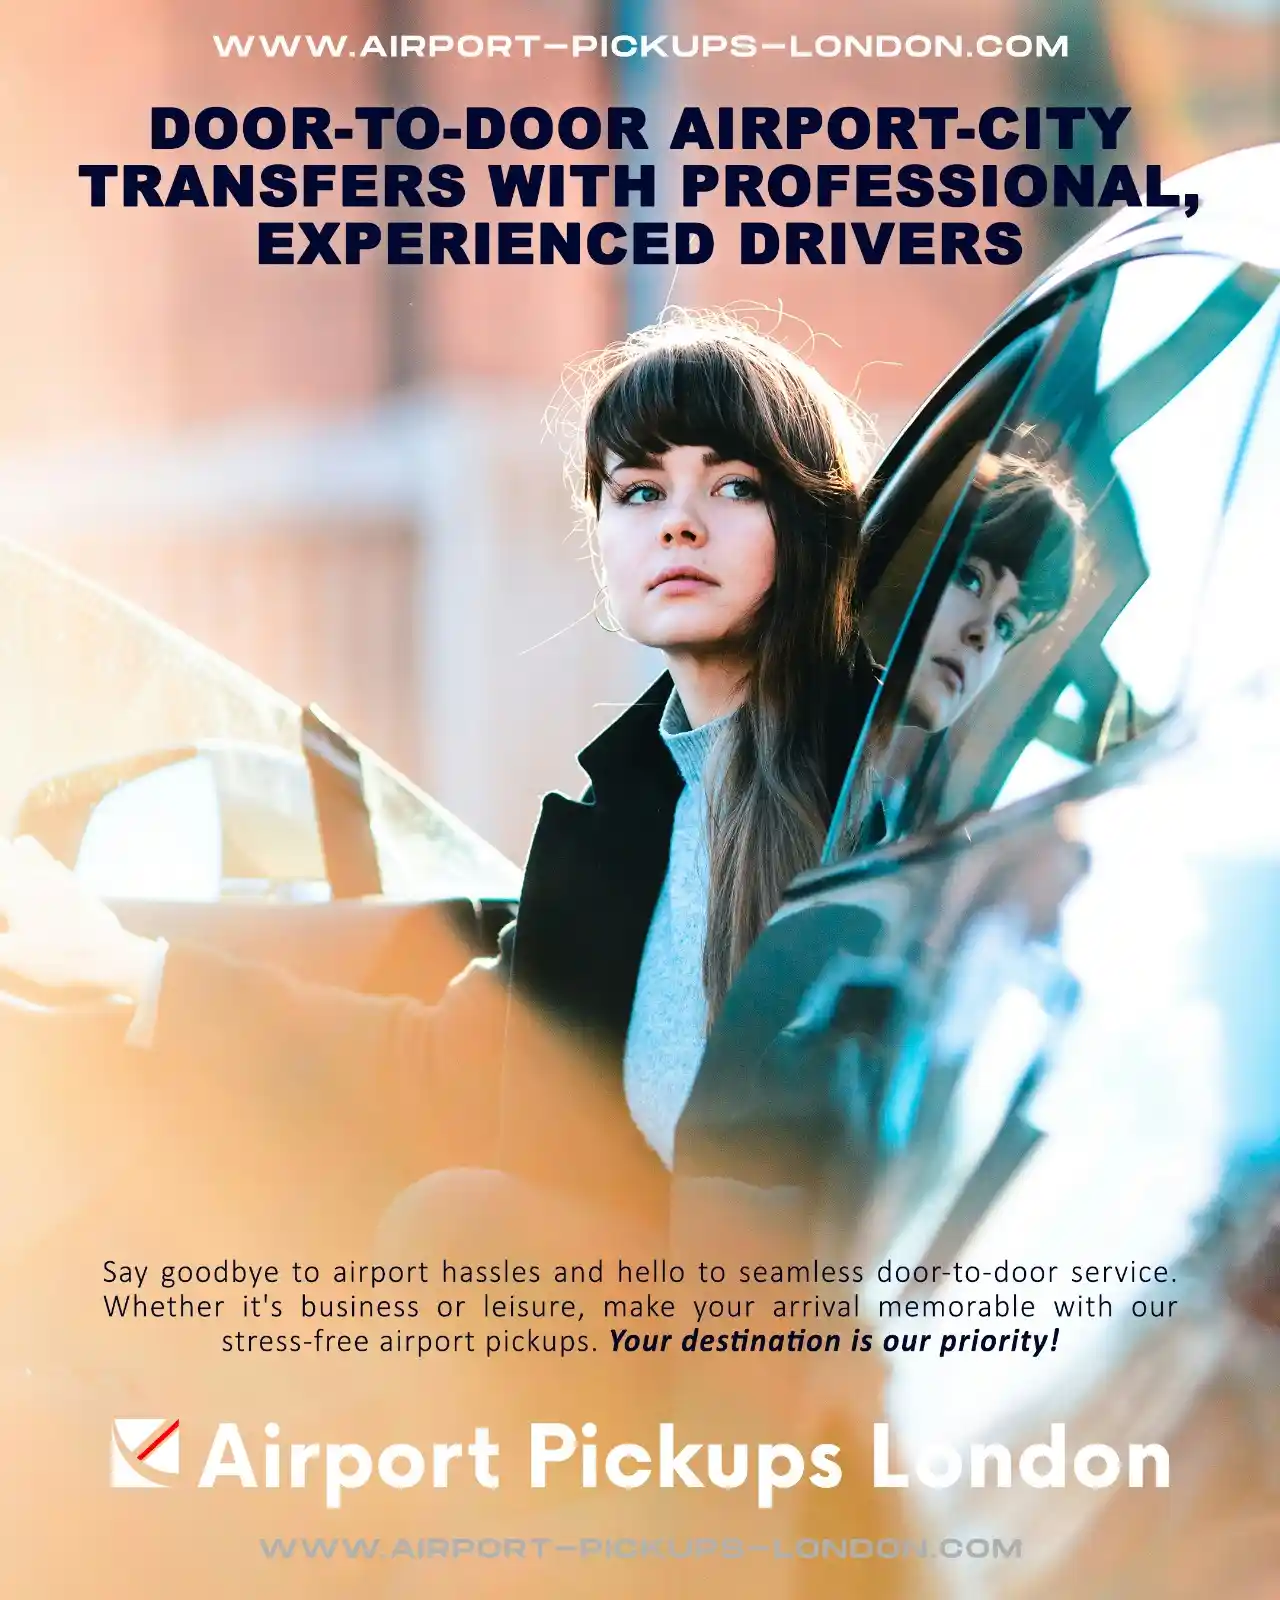 WWW.AIRPORT-PICKUPS-LONDON.COM
DOOR-TO-DOOR AIRPORT-CITY
TRANSFERS WITH PROFESSIONAL,
EXPERIENCED DRIVERS
Say goodbye to airport hassles and hello to seamless door-to-door service.
Whether it's business or leisure, make your arrival memorable with our
stress-free airport pickups. Your destination is our priority!
Airport Pickups London
WWW.AIRPORT-PICKUPS-LONDON.COM